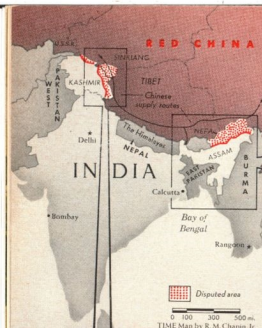 RED CHINA
U.S.S.R.
SINKIANG
KASHMIR
TIBET
WEST PAKISTAN
Chinese
supply routes
Delhi
The Himalayas
NEPAL
NEFA
ASSAM
INDIA
EAST
PAKISTAN
BURMA
Calcutta
Bombay
Bay of
Bengal
Rangoon
Disputed area
0 100 300 500 mi.
TIME Map by R. M. Chapin, Jr.